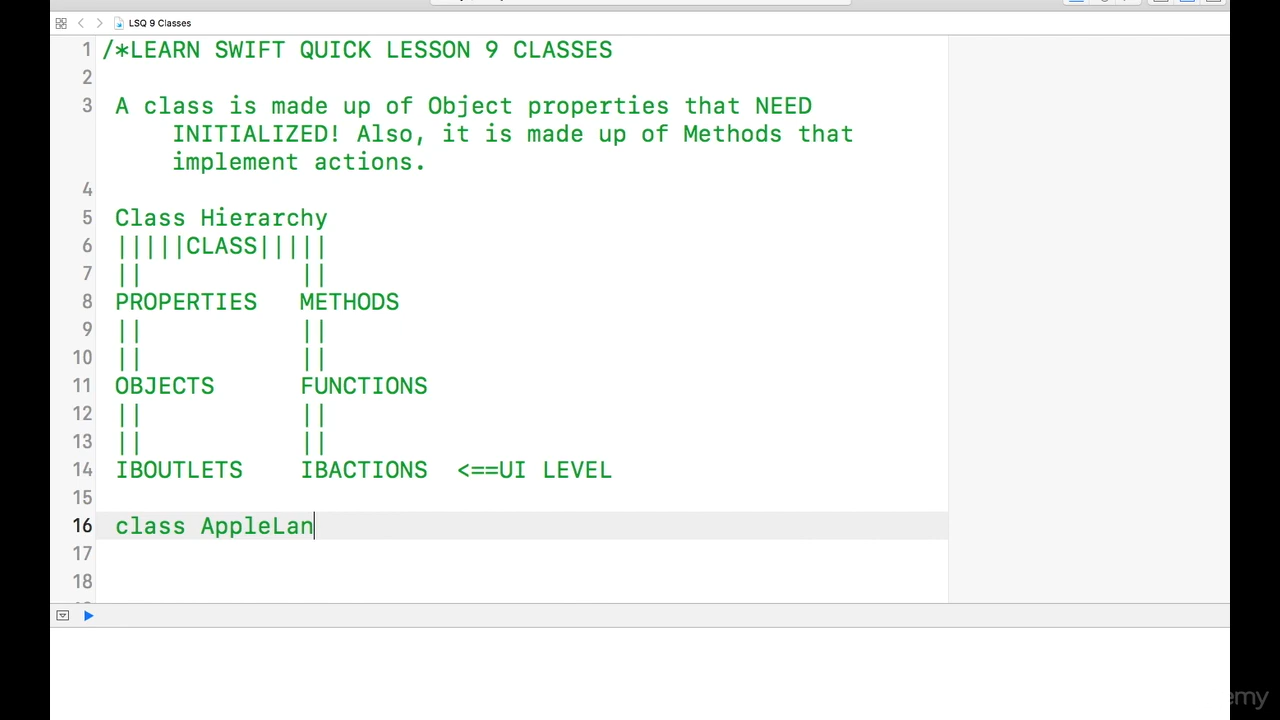 LSQ 9 Classes
1 /*LEARN SWIFT QUICK LESSON 9 CLASSES
2
3 A class is made up of Object properties that NEED
INITIALIZED! Also, it is made up of Methods that
implement actions.
4
5 Class Hierarchy
6 |||||CLASS|||||
7 || ||
8 PROPERTIES METHODS
9 || ||
10 || ||
11 OBJECTS FUNCTIONS
12 || ||
13 || ||
14 IBOUTLETS IBACTIONS <==UI LEVEL
15
16 class AppleLan
17
18
emy